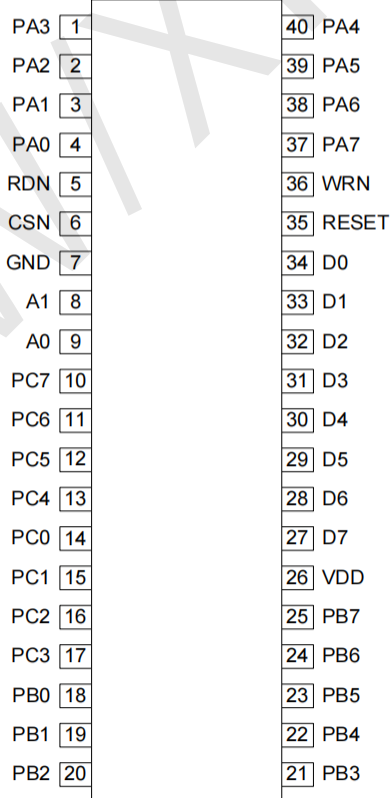 PA3 1 40 PA4
PA2 2 39 PA5
PA1 3 38 PA6
PA0 4 37 PA7
RDN 5 36 WRN
CSN 6 35 RESET
GND 7 34 D0
A1 8 33 D1
A0 9 32 D2
PC7 10 31 D3
PC6 11 30 D4
PC5 12 29 D5
PC4 13 28 D6
PC0 14 27 D7
PC1 15 26 VDD
PC2 16 25 PB7
PC3 17 24 PB6
PB0 18 23 PB5
PB1 19 22 PB4
PB2 20 21 PB3